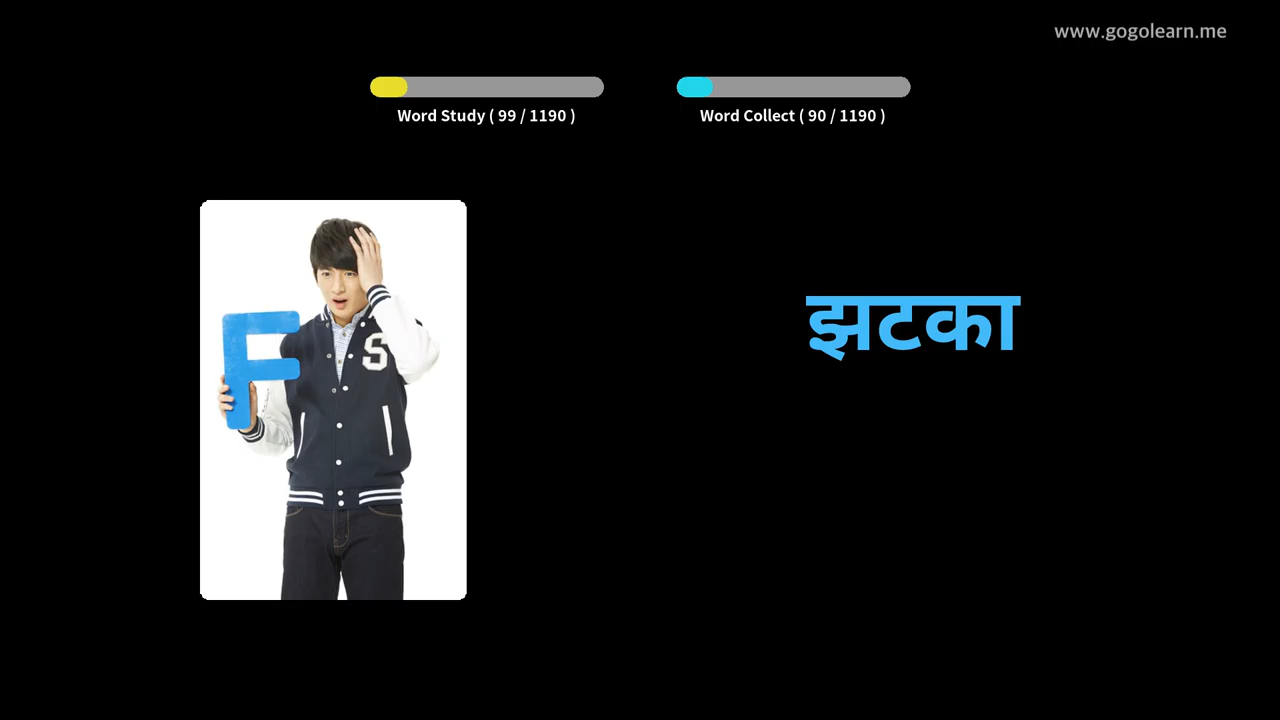 www.gogolearn.me
Word Study ( 99 / 1190 )
Word Collect ( 90 / 1190 )
F
S
झटका